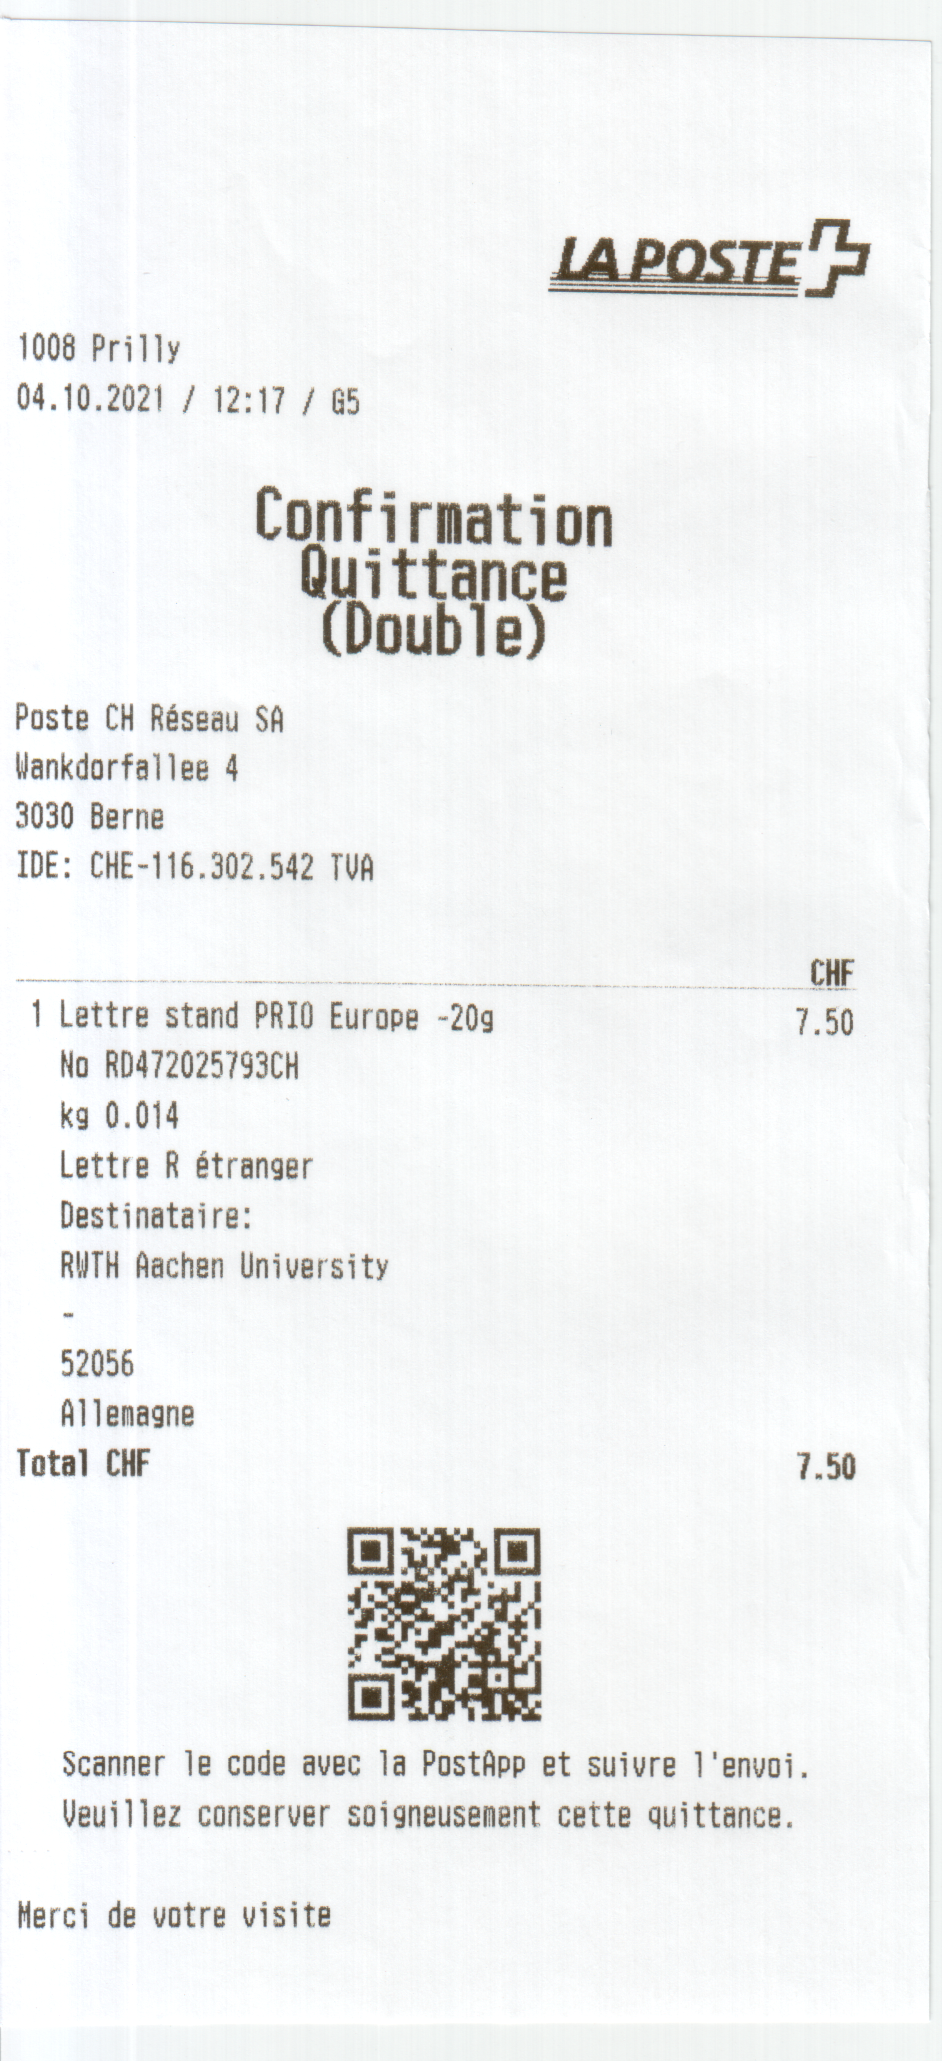 LA POSTE
1008 Prilly
04.10.2021 / 12:17 / G5
Confirmation
Quittance
(Double)
Poste CH Réseau SA
Wankdorfallee 4
3030 Berne
IDE: CHE-116.302.542 TVA
CHF
1 Lettre stand PRIO Europe -20g 7.50
No RD472025793CH
kg 0.014
Lettre R étranger
Destinataire:
RWTH Aachen University
-
52056
Allemagne
Total CHF 7.50
Scanner le code avec la PostApp et suivre l'envoi.
Veuillez conserver soigneusement cette quittance.
Merci de votre visite